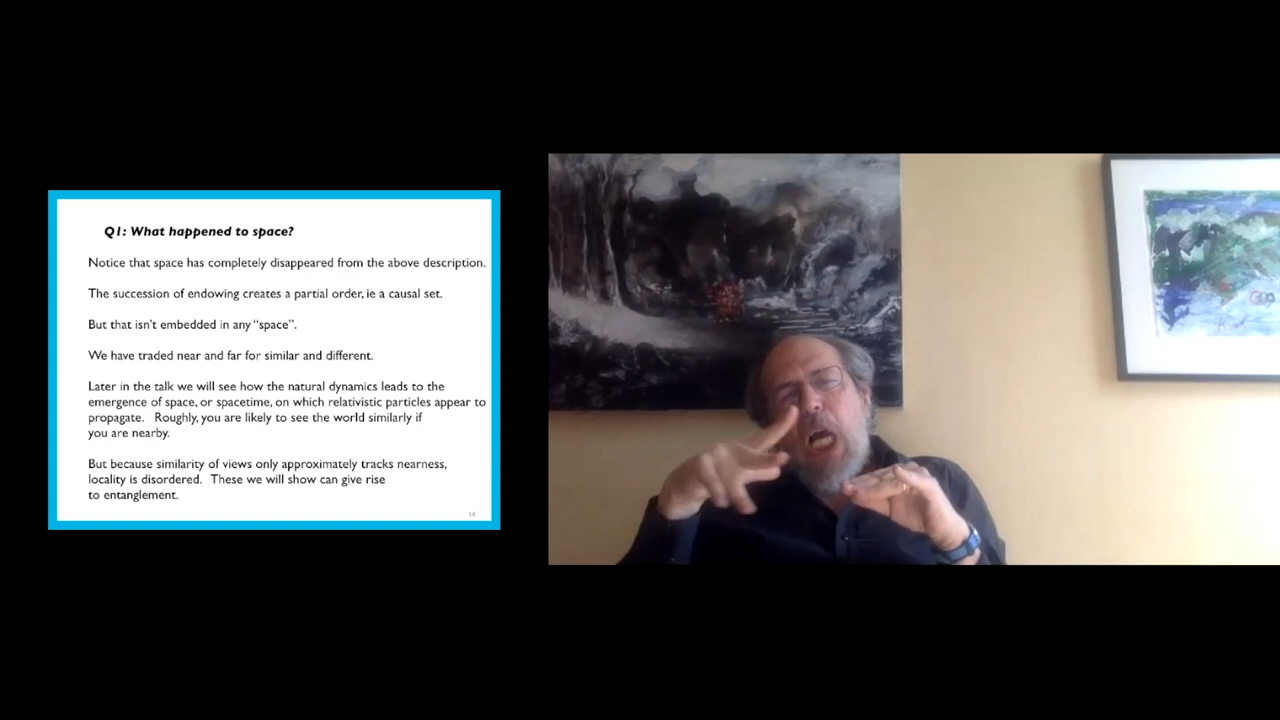 Q1: What happened to space?
Notice that space has completely disappeared from the above description.
The succession of endowing creates a partial order, ie a causal set.
But that isn't embedded in any “space”.
We have traded near and far for similar and different.
Later in the talk we will see how the natural dynamics leads to the
emergence of space, or spacetime, on which relativistic particles appear to
propagate.   Roughly, you are likely to see the world similarly if
you are nearby.
But because similarity of views only approximately tracks nearness,
locality is disordered.  These we will show can give rise
to entanglement.
14